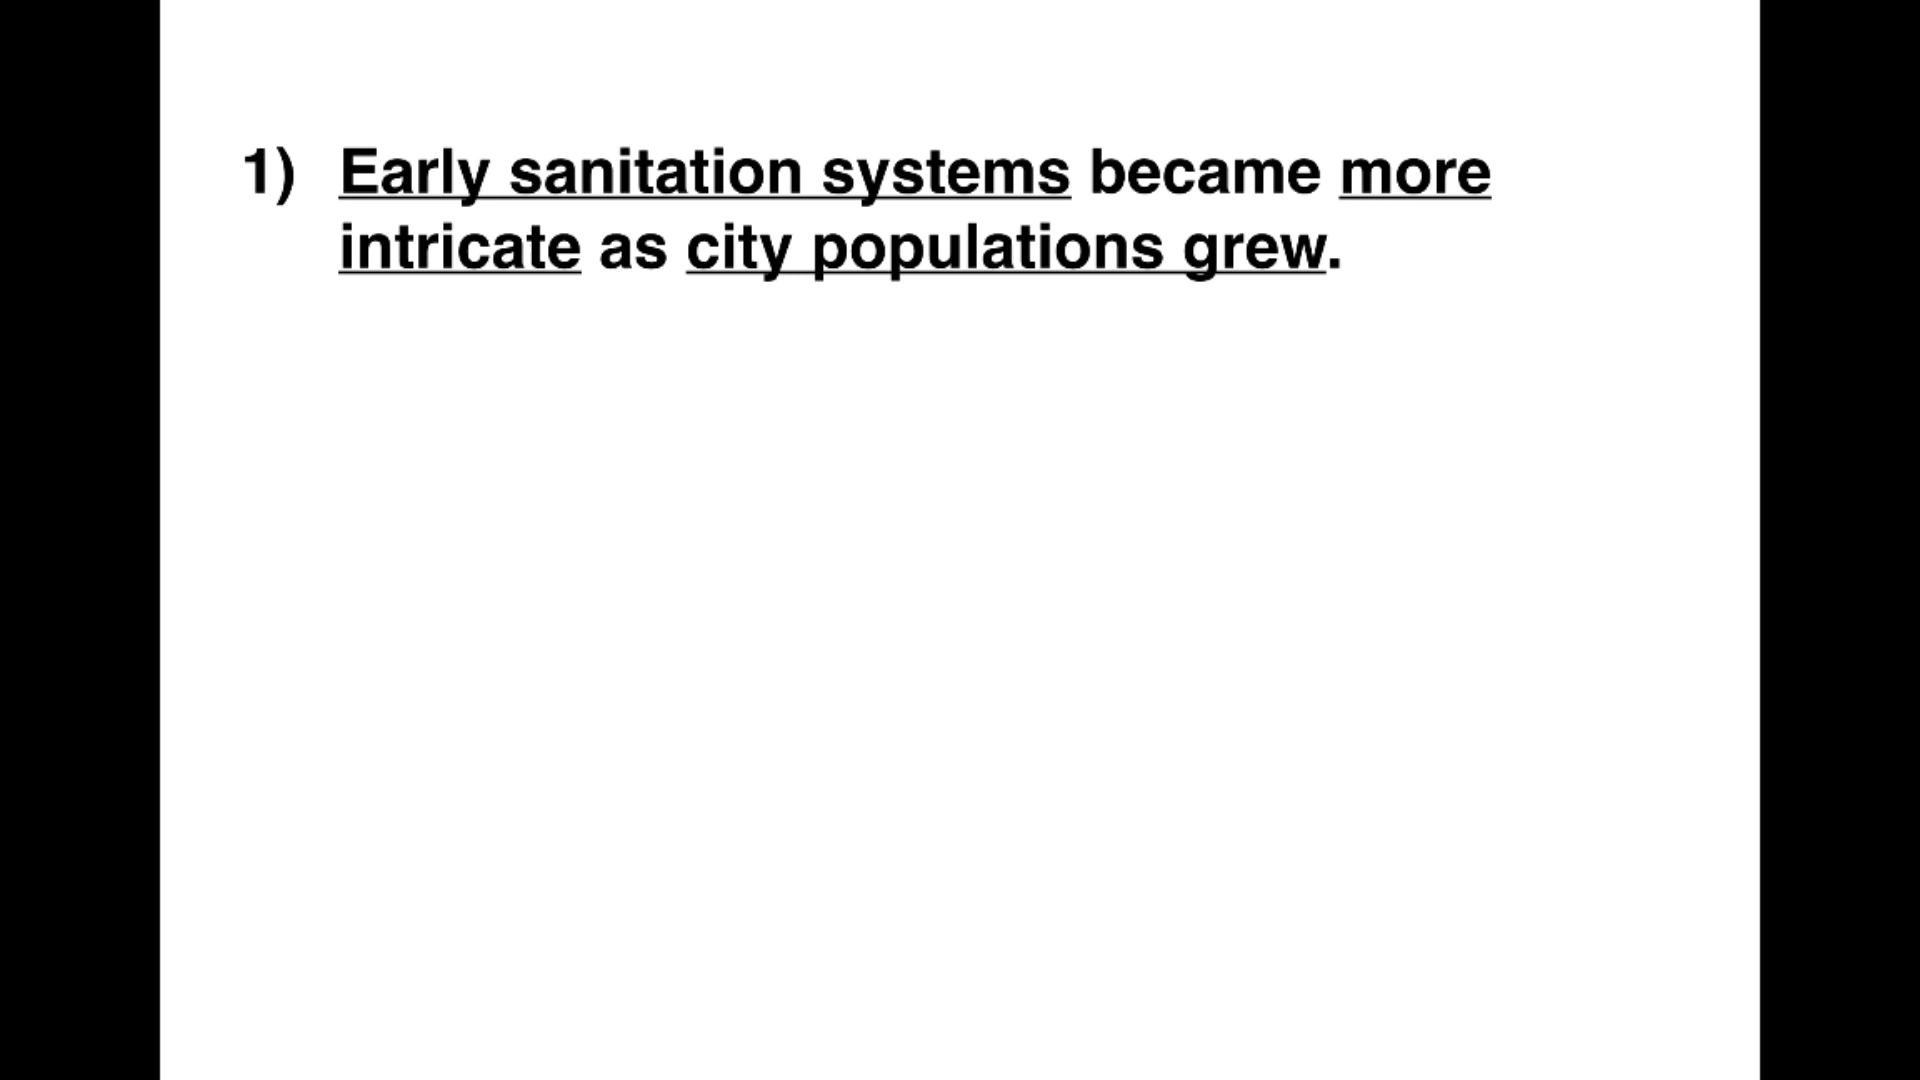 1) Early sanitation systems became more
intricate as city populations grew.